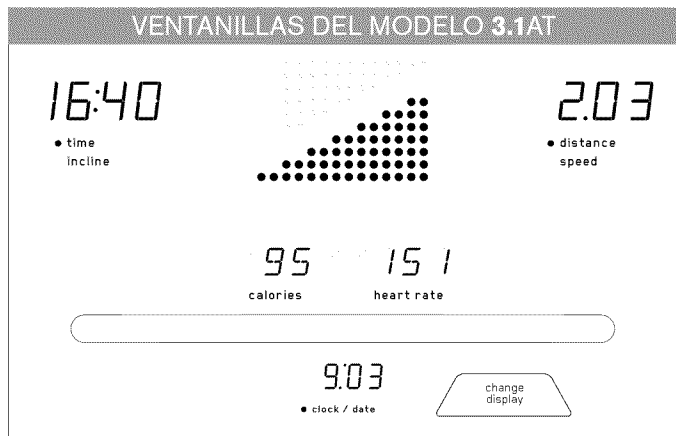 VENTANILLAS DEL MODELO 3.1AT
16:40
2.03
• time
incline
• distance
speed
95
151
calories
heart rate
9:03
• clock / date
change
display